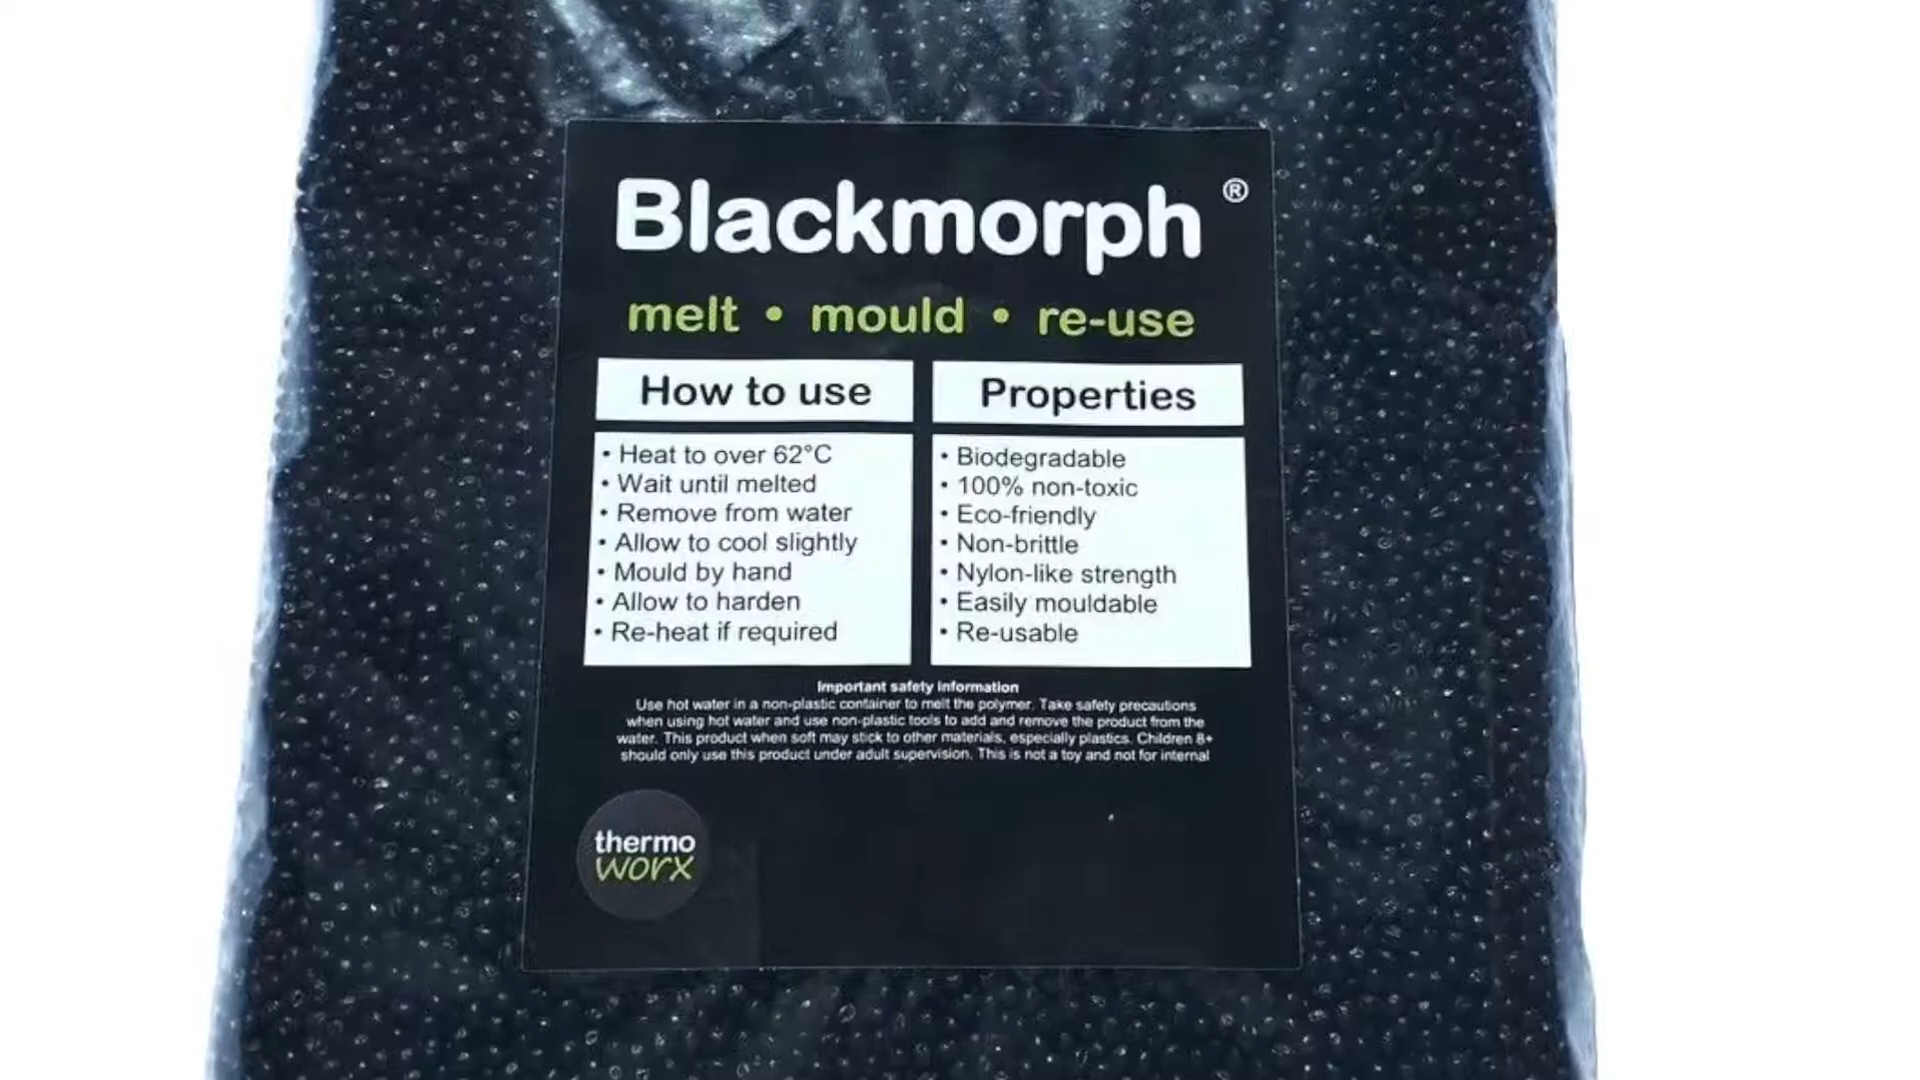 Blackmorph ®
melt • mould • re-use
How to use
• Heat to over 62°C
• Wait until melted
• Remove from water
• Allow to cool slightly
• Mould by hand
• Allow to harden
• Re-heat if required
Properties
• Biodegradable
• 100% non-toxic
• Eco-friendly
• Non-brittle
• Nylon-like strength
• Easily mouldable
• Re-usable
Important safety information
Use hot water in a non-plastic container to melt the polymer. Take safety precautions
when using hot water and use non-plastic tools to add and remove the product from the
water. This product when soft may stick to other materials, especially plastics. Children 8+
should only use this product under adult supervision. This is not a toy and not for internal
thermo
worx